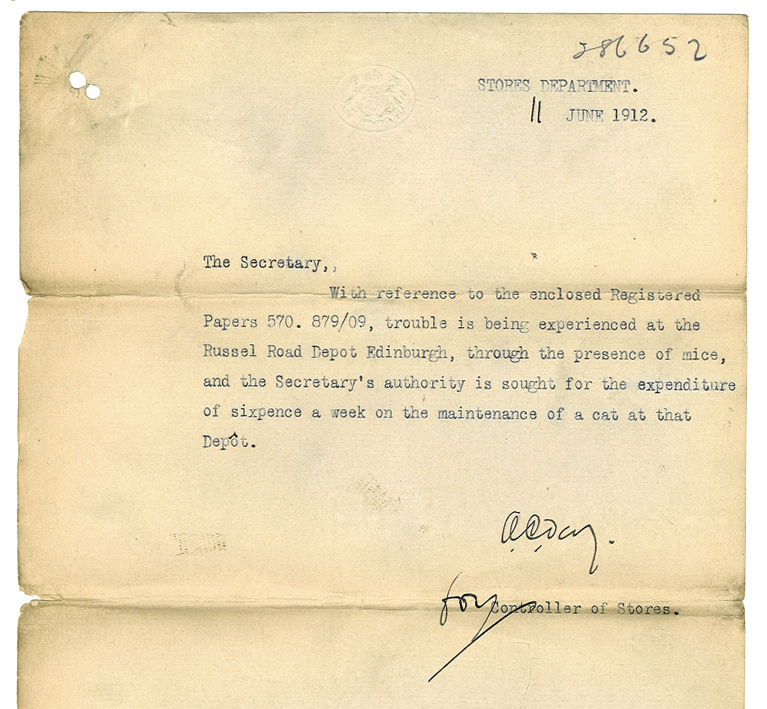 286652
STORES DEPARTMENT.
11 JUNE 1912.
The Secretary,,
With reference to the enclosed Registered
Papers 570. 879/09, trouble is being experienced at the
Russel Road Depot Edinburgh, through the presence of mice,
and the Secretary's authority is sought for the expenditure
of sixpence a week on the maintenance of a cat at that
Depôt.
for Controller of Stores.